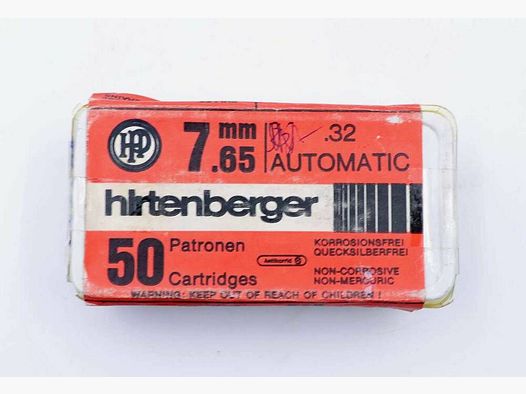 HP
7 mm .65 .32
AUTOMATIC
hirtenberger
50 Patronen
Cartridges
Antikorrid
KORROSIONSFREI
QUECKSILBERFREI
NON-CORROSIVE
NON-MERCURIC
WARNING: KEEP OUT OF REACH OF CHILDREN !